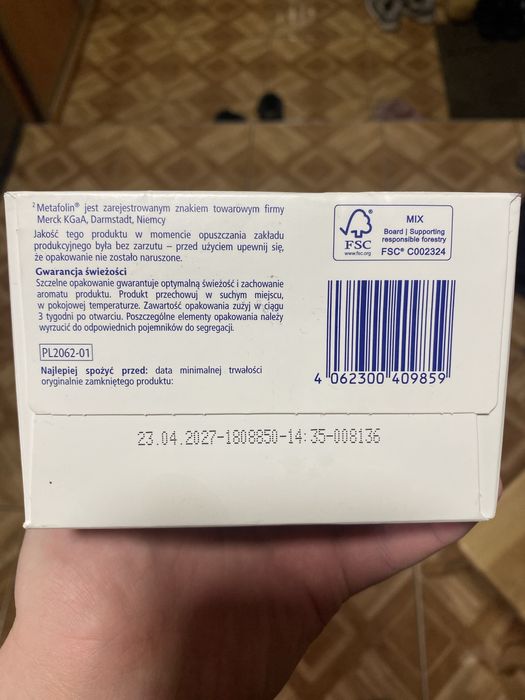 ² Metafolin® jest zarejestrowanym znakiem towarowym firmy
Merck KGaA, Darmstadt, Niemcy
Jakość tego produktu w momencie opuszczania zakładu
produkcyjnego była bez zarzutu – przed użyciem upewnij się,
że opakowanie nie zostało naruszone.
Gwarancja świeżości
Szczelne opakowanie gwarantuje optymalną świeżość i zachowanie
aromatu produktu. Produkt przechowuj w suchym miejscu,
w pokojowej temperaturze. Zawartość opakowania zużyj w ciągu
3 tygodni po otwarciu. Poszczególne elementy opakowania należy
wyrzucić do odpowiednich pojemników do segregacji.
PL2062-01
Najlepiej spożyć przed: data minimalnej trwałości
oryginalnie zamkniętego produktu:
FSC
www.fsc.org
MIX
Board | Supporting
responsible forestry
FSC® C002324
4 062300 409859
23.04.2027-1808850-14:35-008136